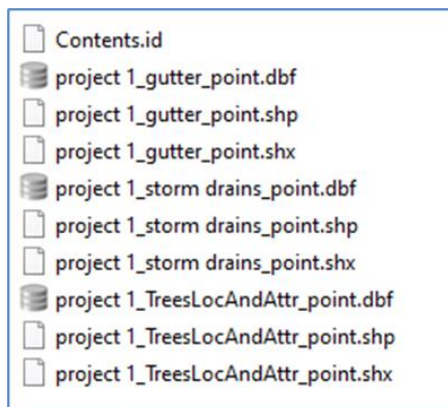 Contents.id
project 1_gutter_point.dbf
project 1_gutter_point.shp
project 1_gutter_point.shx
project 1_storm drains_point.dbf
project 1_storm drains_point.shp
project 1_storm drains_point.shx
project 1_TreesLocAndAttr_point.dbf
project 1_TreesLocAndAttr_point.shp
project 1_TreesLocAndAttr_point.shx